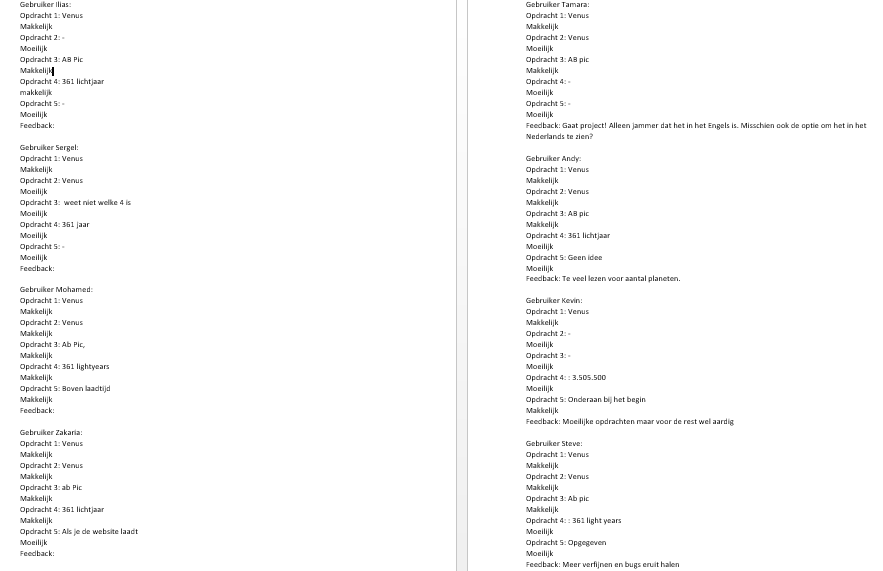 Gebruiker Ilias:
Opdracht 1: Venus
Makkelijk
Opdracht 2: -
Moeilijk
Opdracht 3: AB Pic
Makkelijk
Opdracht 4: 361 lichtjaar
makkelijk
Opdracht 5: -
Moeilijk
Feedback:
Gebruiker Sergel:
Opdracht 1: Venus
Makkelijk
Opdracht 2: Venus
Moeilijk
Opdracht 3:  weet niet welke 4 is
Moeilijk
Opdracht 4: 361 jaar
Moeilijk
Opdracht 5: -
Moeilijk
Feedback:
Gebruiker Mohamed:
Opdracht 1: Venus
Makkelijk
Opdracht 2: Venus
Makkelijk
Opdracht 3: Ab Pic,
Makkelijk
Opdracht 4: 361 lightyears
Makkelijk
Opdracht 5: Boven laadtijd
Makkelijk
Feedback:
Gebruiker Zakaria:
Opdracht 1: Venus
Makkelijk
Opdracht 2: Venus
Makkelijk
Opdracht 3: ab Pic
Makkelijk
Opdracht 4: 361 lichtjaar
Makkelijk
Opdracht 5: Als je de website laadt
Moeilijk
Feedback:
Gebruiker Tamara:
Opdracht 1: Venus
Makkelijk
Opdracht 2: Venus
Moeilijk
Opdracht 3: AB pic
Makkelijk
Opdracht 4: -
Moeilijk
Opdracht 5: -
Moeilijk
Feedback: Gaat project! Alleen jammer dat het in het Engels is. Misschien ook de optie om het in het
Nederlands te zien?
Gebruiker Andy:
Opdracht 1: Venus
Makkelijk
Opdracht 2: Venus
Makkelijk
Opdracht 3: AB pic
Makkelijk
Opdracht 4: 361 lichtjaar
Moeilijk
Opdracht 5: Geen idee
Moeilijk
Feedback: Te veel lezen voor aantal planeten.
Gebruiker Kevin:
Opdracht 1: Venus
Makkelijk
Opdracht 2: -
Moeilijk
Opdracht 3: -
Moeilijk
Opdracht 4: : 3.505.500
Moeilijk
Opdracht 5: Onderaan bij het begin
Makkelijk
Feedback: Moeilijke opdrachten maar voor de rest wel aardig
Gebruiker Steve:
Opdracht 1: Venus
Makkelijk
Opdracht 2: Venus
Makkelijk
Opdracht 3: Ab pic
Makkelijk
Opdracht 4: : 361 light years
Moeilijk
Opdracht 5: Opgegeven
Moeilijk
Feedback: Meer verfijnen en bugs eruit halen